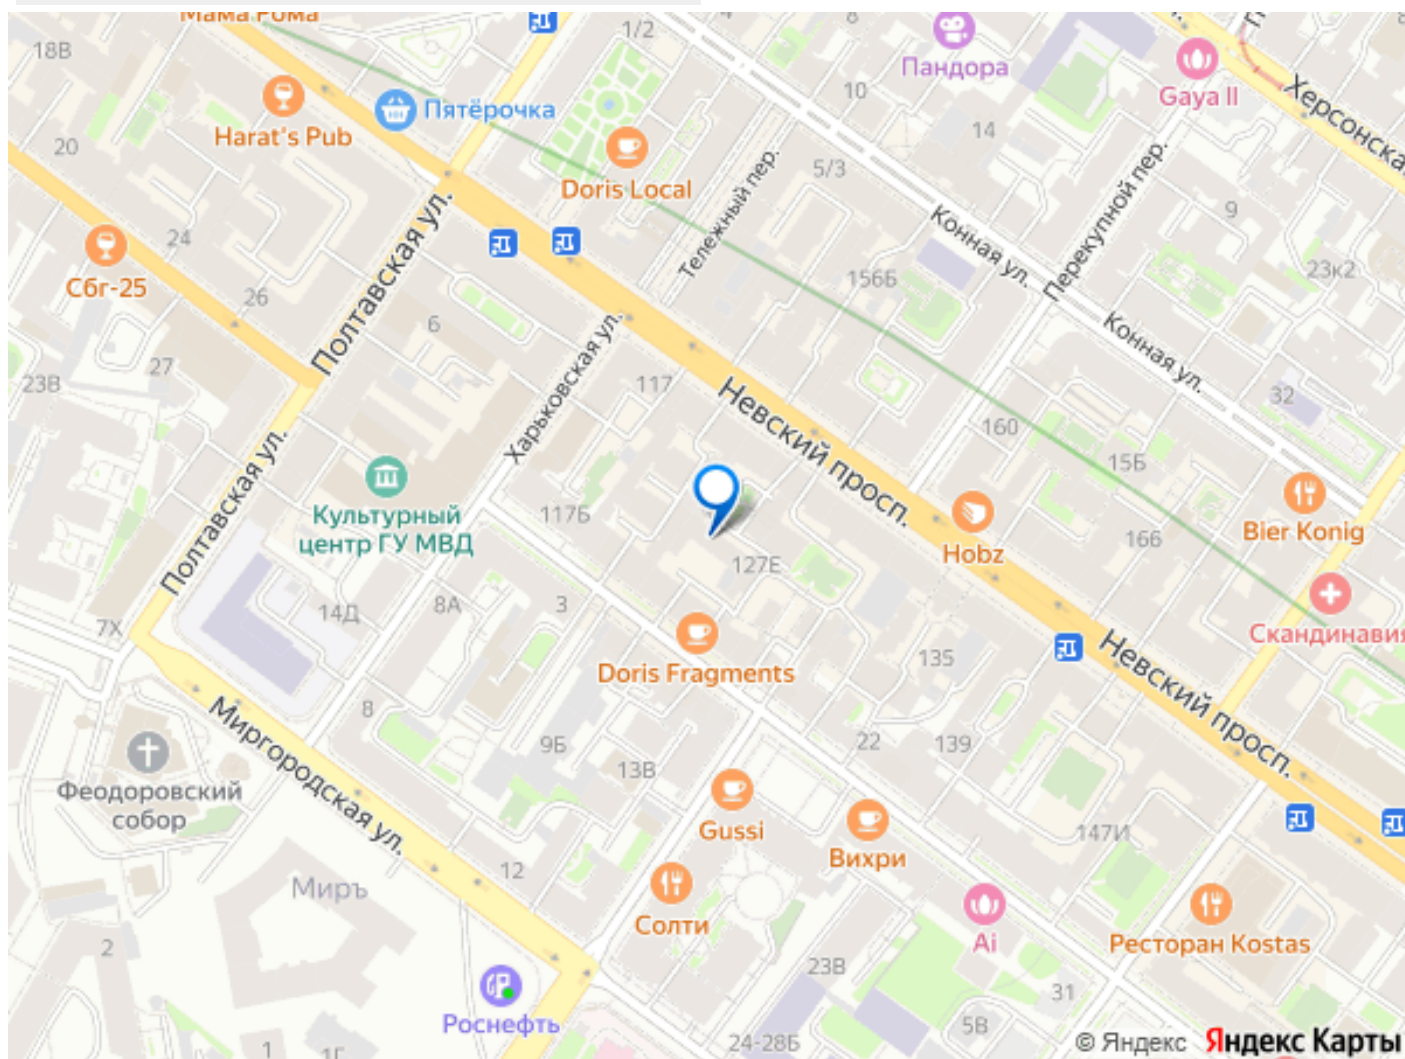 Мама Рома
1/2
8
18В
Пандора
Gaya II
Херсонская
10
Пятёрочка
Harat's Pub
14
20
Doris Local
5/3
Тележный пер.
Перекупной пер.
9
Конная ул.
24
Полтавская ул.
Сбг-25
156Б
23к2
26
6
Конная ул.
27
23В
117
Харьковская ул.
Невский просп.
32
160
15Б
Полтавская ул.
Культурный
центр ГУ МВД
117Б
Bier Konig
166
Hobz
127Е
14Д
8А
3
7Х
Скандинавия
Doris Fragments
135
Невский просп.
8
Миргородская ул.
9Б
13В
22
139
Феодоровский
собор
Gussi
Вихри
147И
12
Миръ
Солти
Ai
Ресторан Kostas
2
23В
31
Роснефть
5В
24-28Б
1
1Г
© Яндекс Яндекс Карты